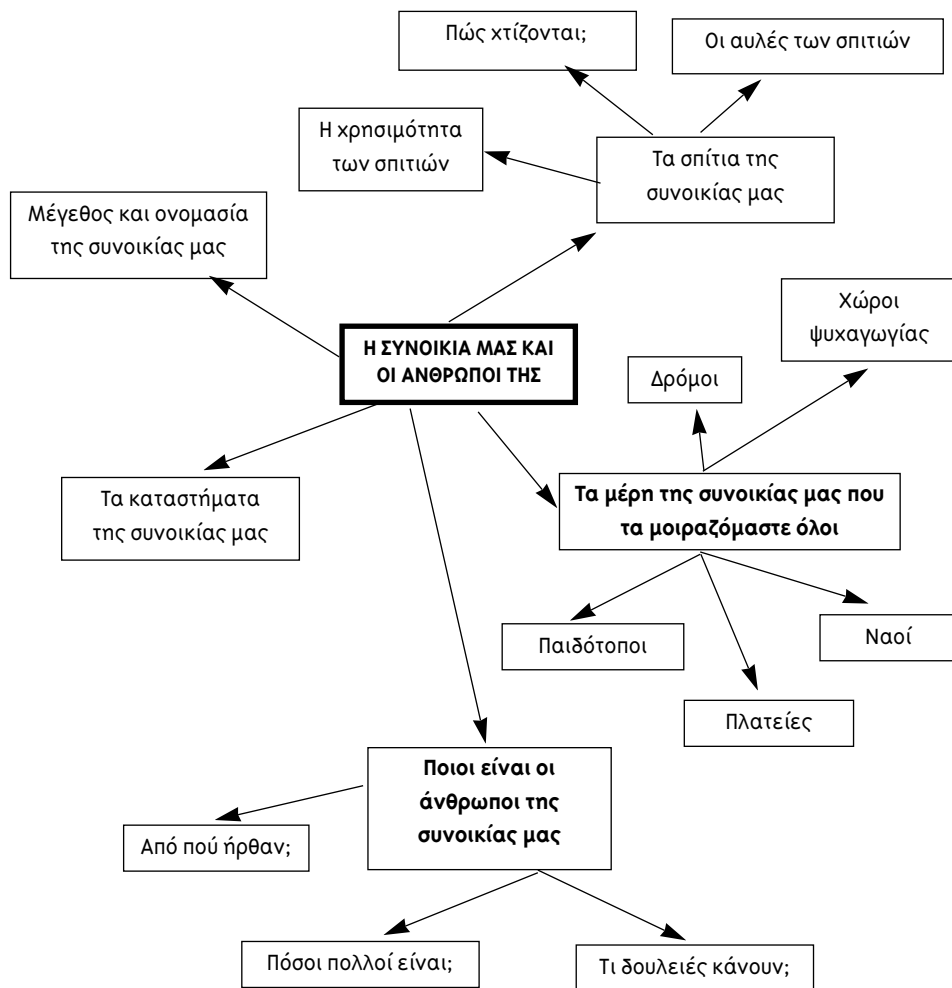 Πώς χτίζονται;
Οι αυλές των σπιτιών
Η χρησιμότητα
των σπιτιών
Τα σπίτια της
συνοικίας μας
Μέγεθος και ονομασία
της συνοικίας μας
Χώροι
ψυχαγωγίας
Η ΣΥΝΟΙΚΙΑ ΜΑΣ ΚΑΙ
ΟΙ ΑΝΘΡΩΠΟΙ ΤΗΣ
Δρόμοι
Τα καταστήματα
της συνοικίας μας
Τα μέρη της συνοικίας μας που
τα μοιραζόμαστε όλοι
Παιδότοποι
Ναοί
Πλατείες
Ποιοι είναι οι
άνθρωποι της
συνοικίας μας
Από πού ήρθαν;
Πόσοι πολλοί είναι;
Τι δουλειές κάνουν;